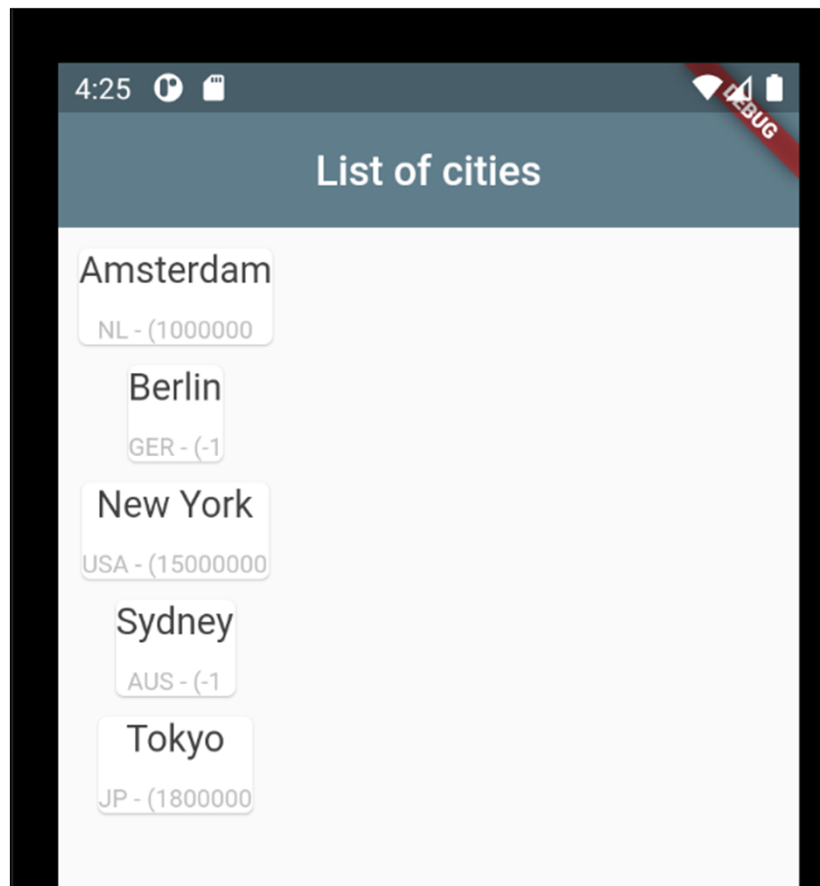 4:25
DEBUG
List of cities
Amsterdam
NL - (1000000
Berlin
GER - (-1
New York
USA - (15000000
Sydney
AUS - (-1
Tokyo
JP - (1800000